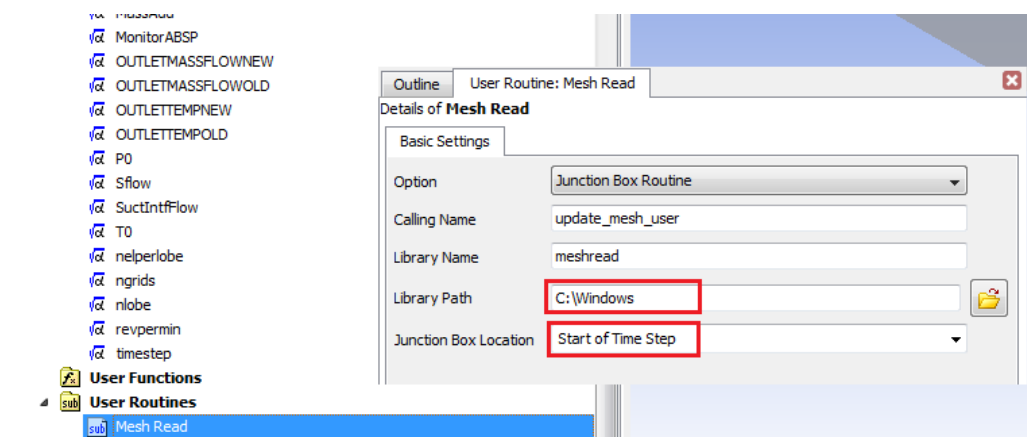 MassAdd
MonitorABSP
OUTLETMASSFLOWNEW
OUTLETMASSFLOWOLD
OUTLETTEMPNEW
OUTLETTEMPOLD
P0
Sflow
SuctIntfFlow
T0
nelperlobe
ngrids
nlobe
revpermin
timestep
User Functions
User Routines
sub Mesh Read
Outline User Routine: Mesh Read
Details of Mesh Read
Basic Settings
Option Junction Box Routine
Calling Name update_mesh_user
Library Name meshread
Library Path C:\Windows
Junction Box Location Start of Time Step